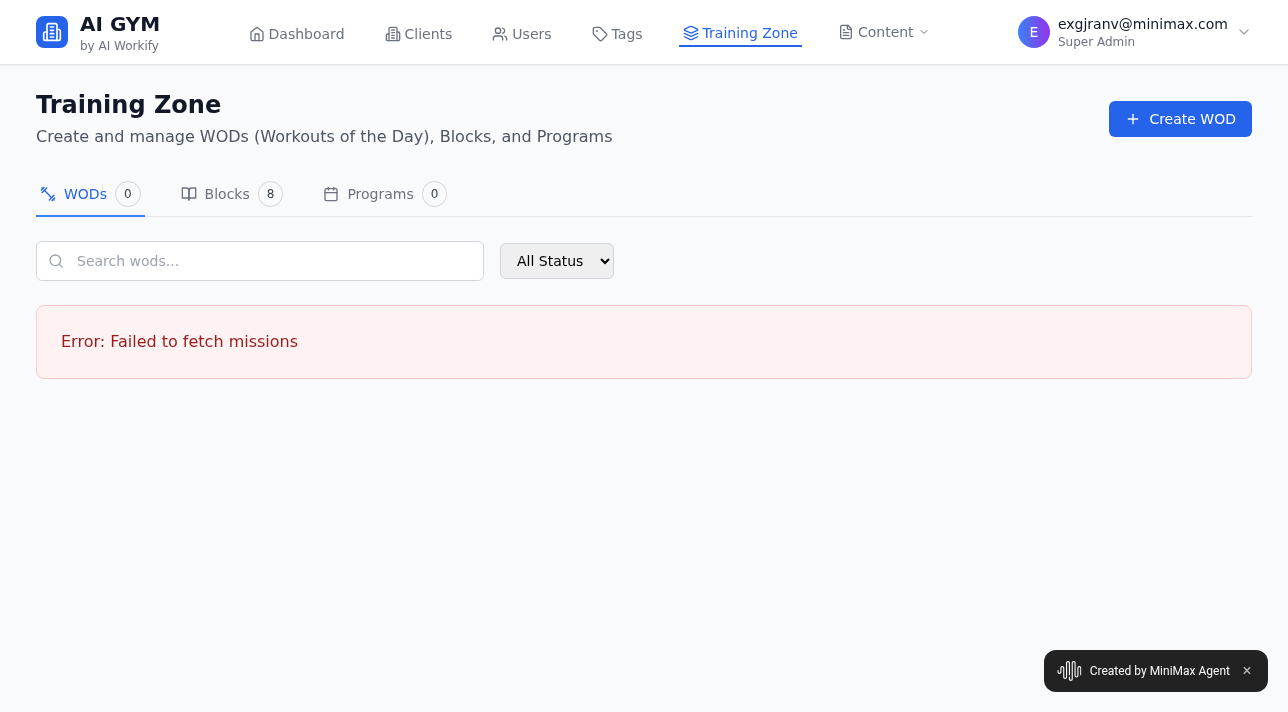 AI GYM
by AI Workify
Dashboard
Clients
Users
Tags
Training Zone
Content
E
exgjranv@minimax.com
Super Admin
Training Zone
Create and manage WODs (Workouts of the Day), Blocks, and Programs
Create WOD
WODs 0
Blocks 8
Programs 0
Search wods...
All Status
Error: Failed to fetch missions
Created by MiniMax Agent ×